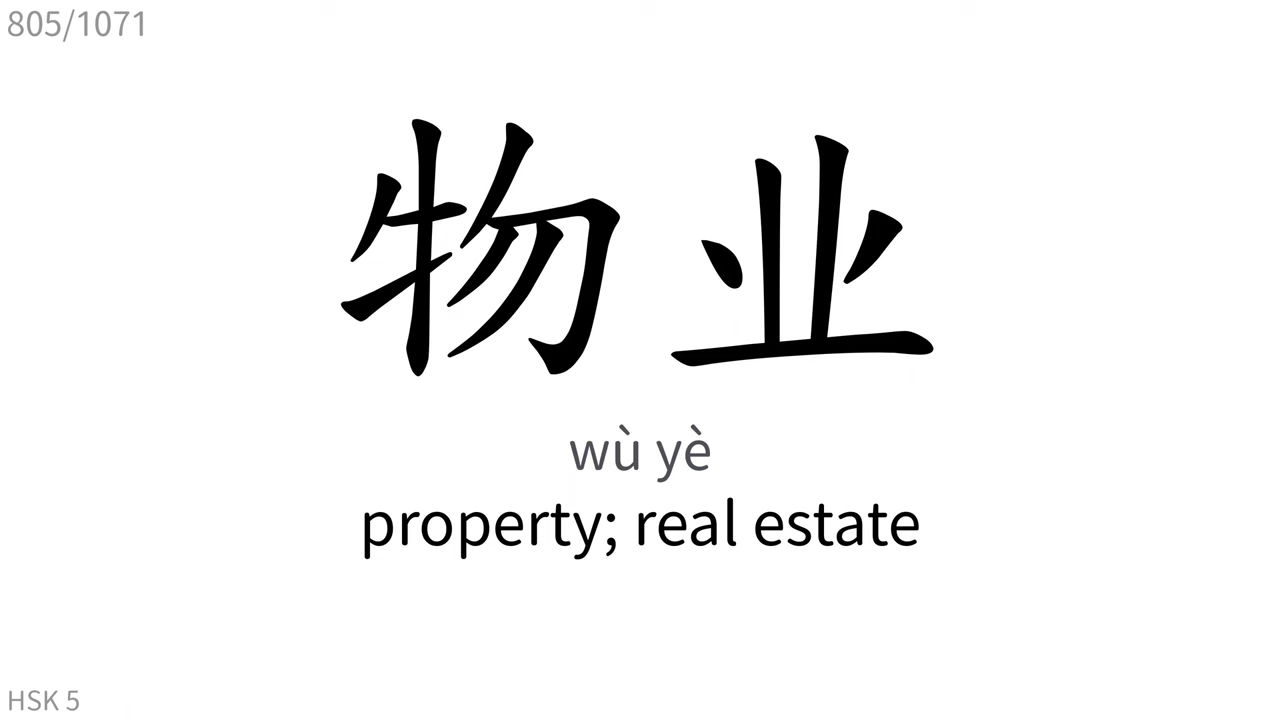 805/1071
物业
wù yè
property; real estate
HSK 5